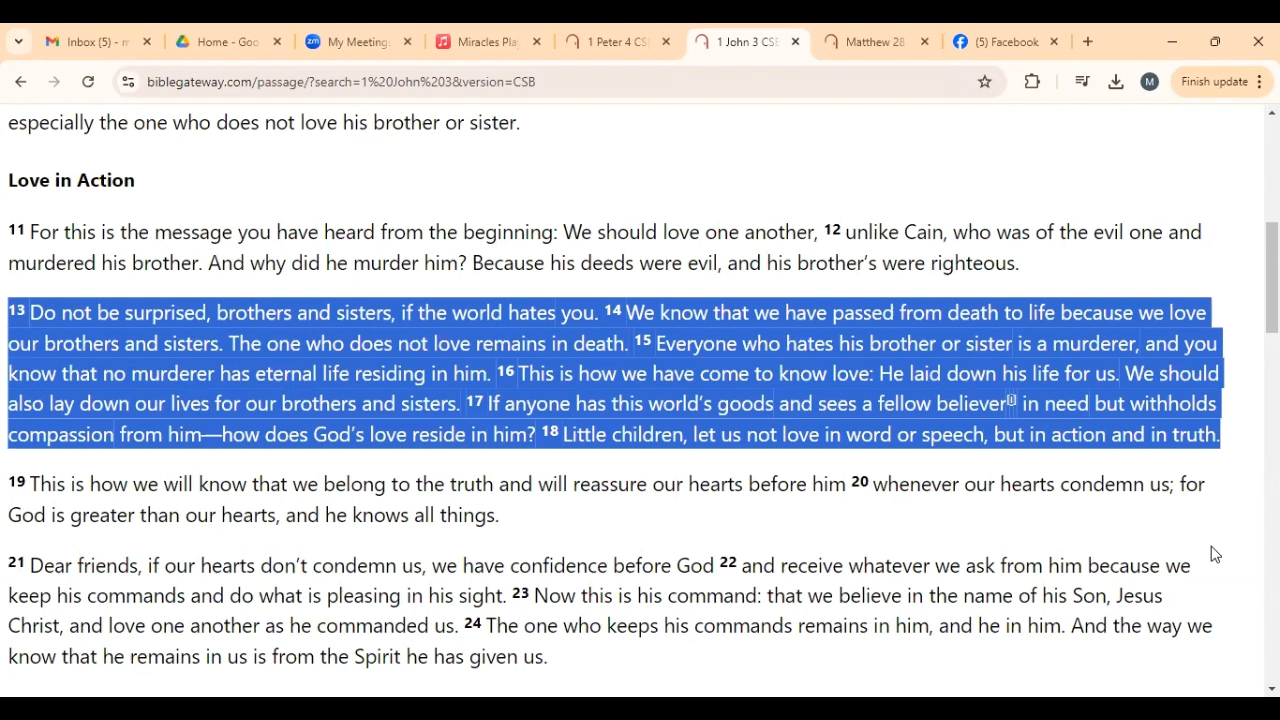 Inbox (5) - m
Home - Goo
My Meeting
Miracles Pla
1 Peter 4 CS
1 John 3 CSB
Matthew 28
(5) Facebook
biblegateway.com/passage/?search=1%20John%203&version=CSB
M
Finish update
especially the one who does not love his brother or sister.
Love in Action
11 For this is the message you have heard from the beginning: We should love one another, 12 unlike Cain, who was of the evil one and
murdered his brother. And why did he murder him? Because his deeds were evil, and his brother’s were righteous.
13 Do not be surprised, brothers and sisters, if the world hates you. 14 We know that we have passed from death to life because we love
our brothers and sisters. The one who does not love remains in death. 15 Everyone who hates his brother or sister is a murderer, and you
know that no murderer has eternal life residing in him. 16 This is how we have come to know love: He laid down his life for us. We should
also lay down our lives for our brothers and sisters. 17 If anyone has this world’s goods and sees a fellow believer[i] in need but withholds
compassion from him—how does God’s love reside in him? 18 Little children, let us not love in word or speech, but in action and in truth.
19 This is how we will know that we belong to the truth and will reassure our hearts before him 20 whenever our hearts condemn us; for
God is greater than our hearts, and he knows all things.
21 Dear friends, if our hearts don’t condemn us, we have confidence before God 22 and receive whatever we ask from him because we
keep his commands and do what is pleasing in his sight. 23 Now this is his command: that we believe in the name of his Son, Jesus
Christ, and love one another as he commanded us. 24 The one who keeps his commands remains in him, and he in him. And the way we
know that he remains in us is from the Spirit he has given us.